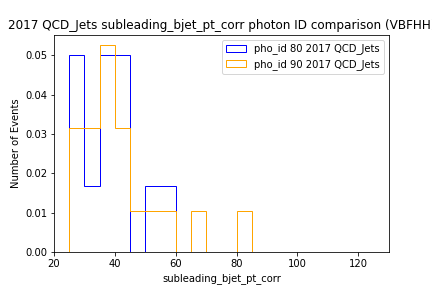 2017 QCD_Jets subleading_bjet_pt_corr photon ID comparison (VBFHH
pho_id 80 2017 QCD_Jets
pho_id 90 2017 QCD_Jets
Number of Events
0.05
0.04
0.03
0.02
0.01
0.00
20 40 60 80 100 120
subleading_bjet_pt_corr